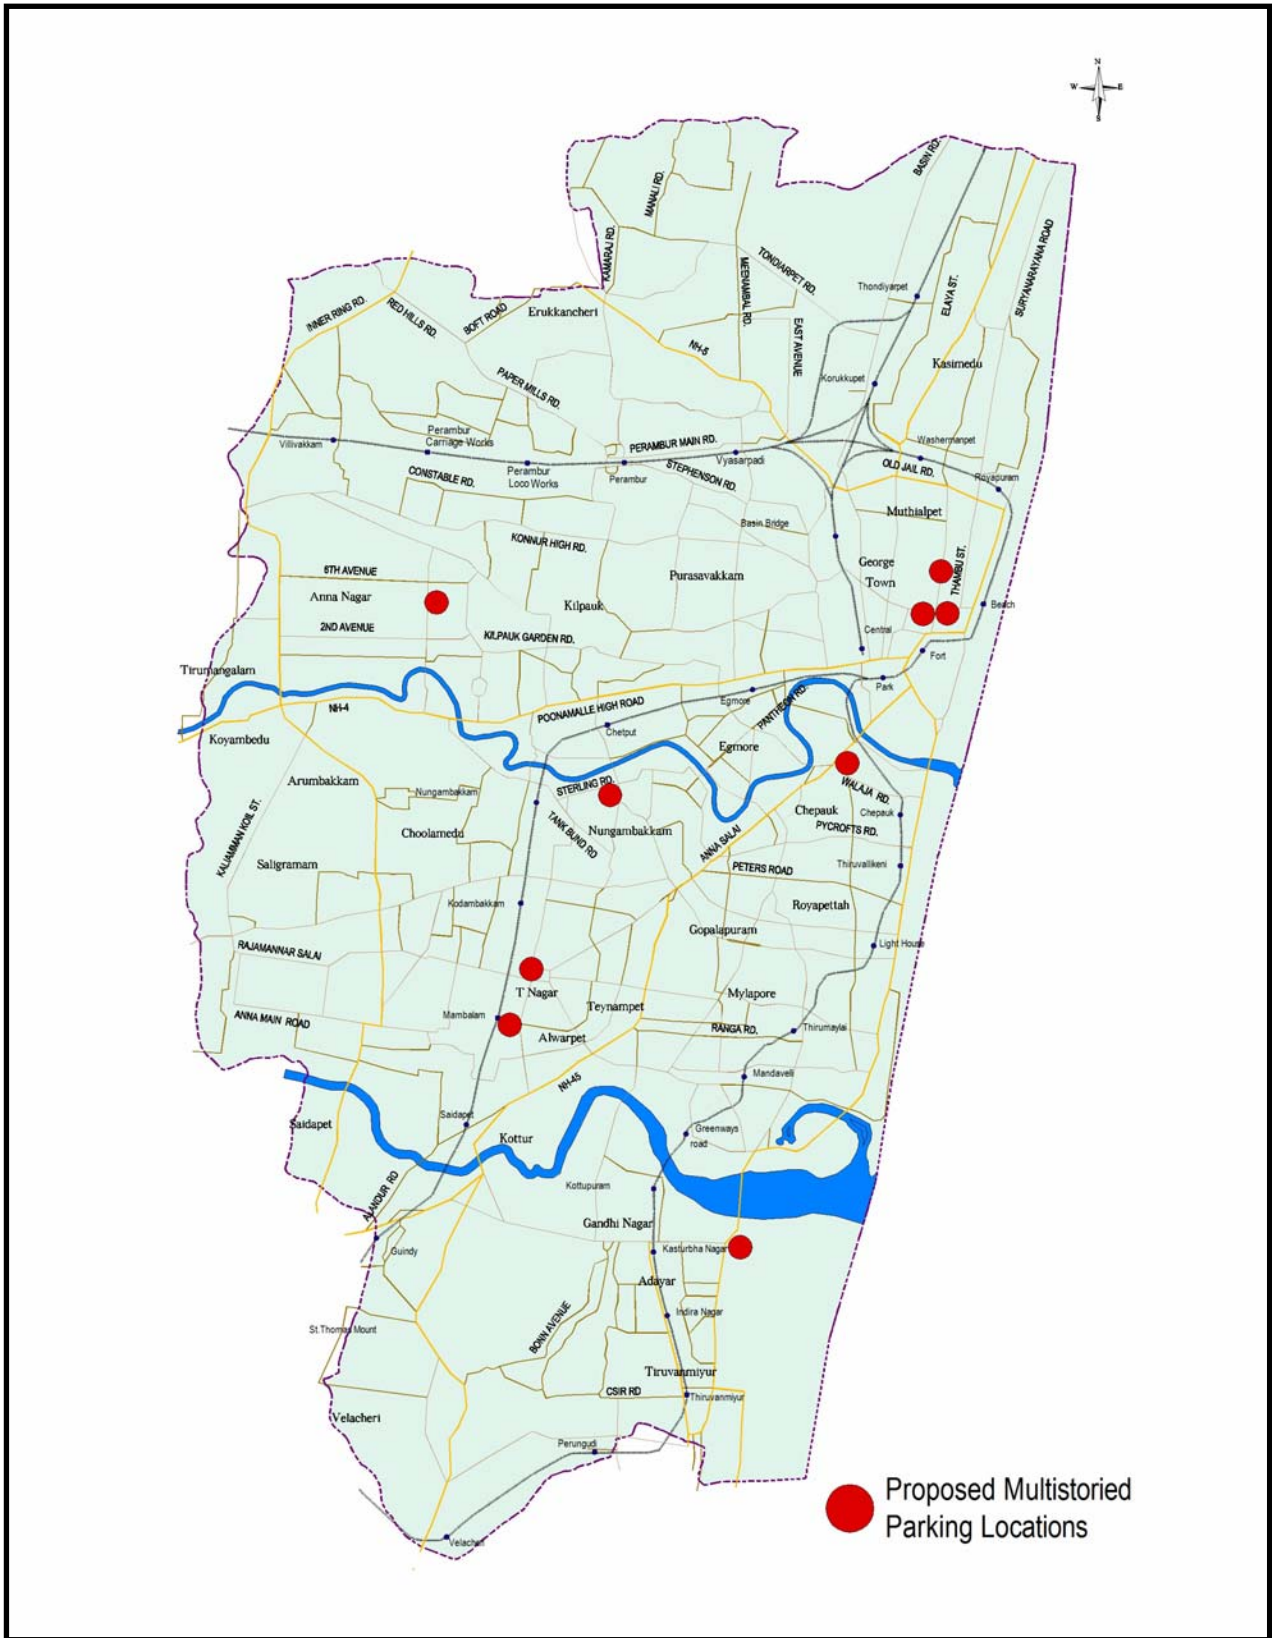 N
W E
S
BASIN RD.
MANALI RD.
KAMARAJ RD.
TONDIARPET RD.
MEENAMBAL RD.
SURYANARAYANA ROAD
Thondiyarpet
ELAYA ST.
INNER RING RD.
RED HILLS RD.
BOFT ROAD
Erukkancheri
EAST AVENUE
NH-5
Kasimedu
PAPER MILLS RD.
Korukkupet
Villivakkam
Perambur
Carriage Works
PERAMBUR MAIN RD.
Washermanpet
Vyasarpadi
OLD JAIL RD.
CONSTABLE RD.
Perambur
Loco Works
Perambur
STEPHENSON RD.
Royapuram
Muthialpet
Basin Bridge
KONNUR HIGH RD.
George
Town
THAMBU ST.
5TH AVENUE
Purasavakkam
Anna Nagar
Kilpauk
Beach
2ND AVENUE
KILPAUK GARDEN RD.
Central
Fort
Tirumangalam
Park
NH-4
POONAMALLE HIGH ROAD
Egmore
PANTHEON RD.
Chetput
Koyambedu
Egmore
Arumbakkam
STERLING RD.
WALAJA RD.
Nungambakkam
KALIAMMAN KOIL ST.
Choolamedu
TANK BUND RD
Nungambakkam
Chepauk
Chepauk
PYCROFTS RD.
ANNA SALAI
Saligramam
PETERS ROAD
Thiruvallikeni
Kodambakkam
Royapettah
Gopalapuram
Light House
RAJAMANNAR SALAI
T Nagar
Teynampet
Mylapore
ANNA MAIN ROAD
Mambalam
Alwarpet
RANGA RD.
Thirumaylai
NH-45
Mandavelli
Saidapet
Saidapet
Kottur
Greenways
road
ALANDUR RD
Kottupuram
Gandhi Nagar
Guindy
Kasturbha Nagar
Adayar
Indira Nagar
St.Thomas Mount
BONN AVENUE
Tiruvanmiyur
CSIR RD
Thiruvanmiyur
Velacheri
Perungudi
Velacheri
Proposed Multistoried
Parking Locations